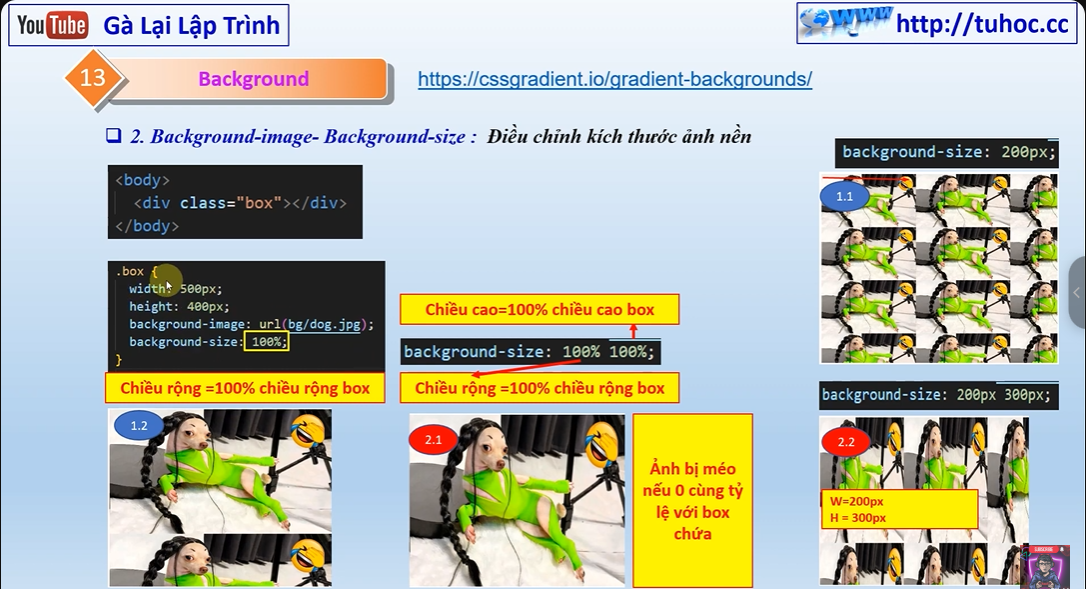 YouTube Gà Lại Lập Trình
WWW http://tuhoc.cc
13 Background
https://cssgradient.io/gradient-backgrounds/
2. Background-image- Background-size : Điều chỉnh kích thước ảnh nền
<body>
<div class="box"></div>
</body>
.box {
width: 500px;
height: 400px;
background-image: url(bg/dog.jpg);
background-size: 100%;
}
Chiều rộng =100% chiều rộng box
1.2
Chiều cao=100% chiều cao box
background-size: 100% 100%;
Chiều rộng =100% chiều rộng box
2.1
Ảnh bị méo
nếu 0 cùng tỷ
lệ với box
chứa
background-size: 200px;
1.1
background-size: 200px 300px;
2.2
W=200px
H = 300px
SUBSCRIBE